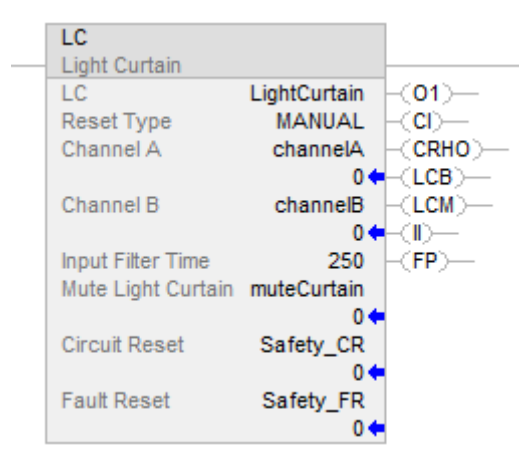 LC
Light Curtain
LC LightCurtain (O1)
Reset Type MANUAL (CI)
Channel A channelA (CRHO)
0 (LCB)
Channel B channelB (LCM)
0 (II)
Input Filter Time 250 (FP)
Mute Light Curtain muteCurtain
0
Circuit Reset Safety_CR
0
Fault Reset Safety_FR
0